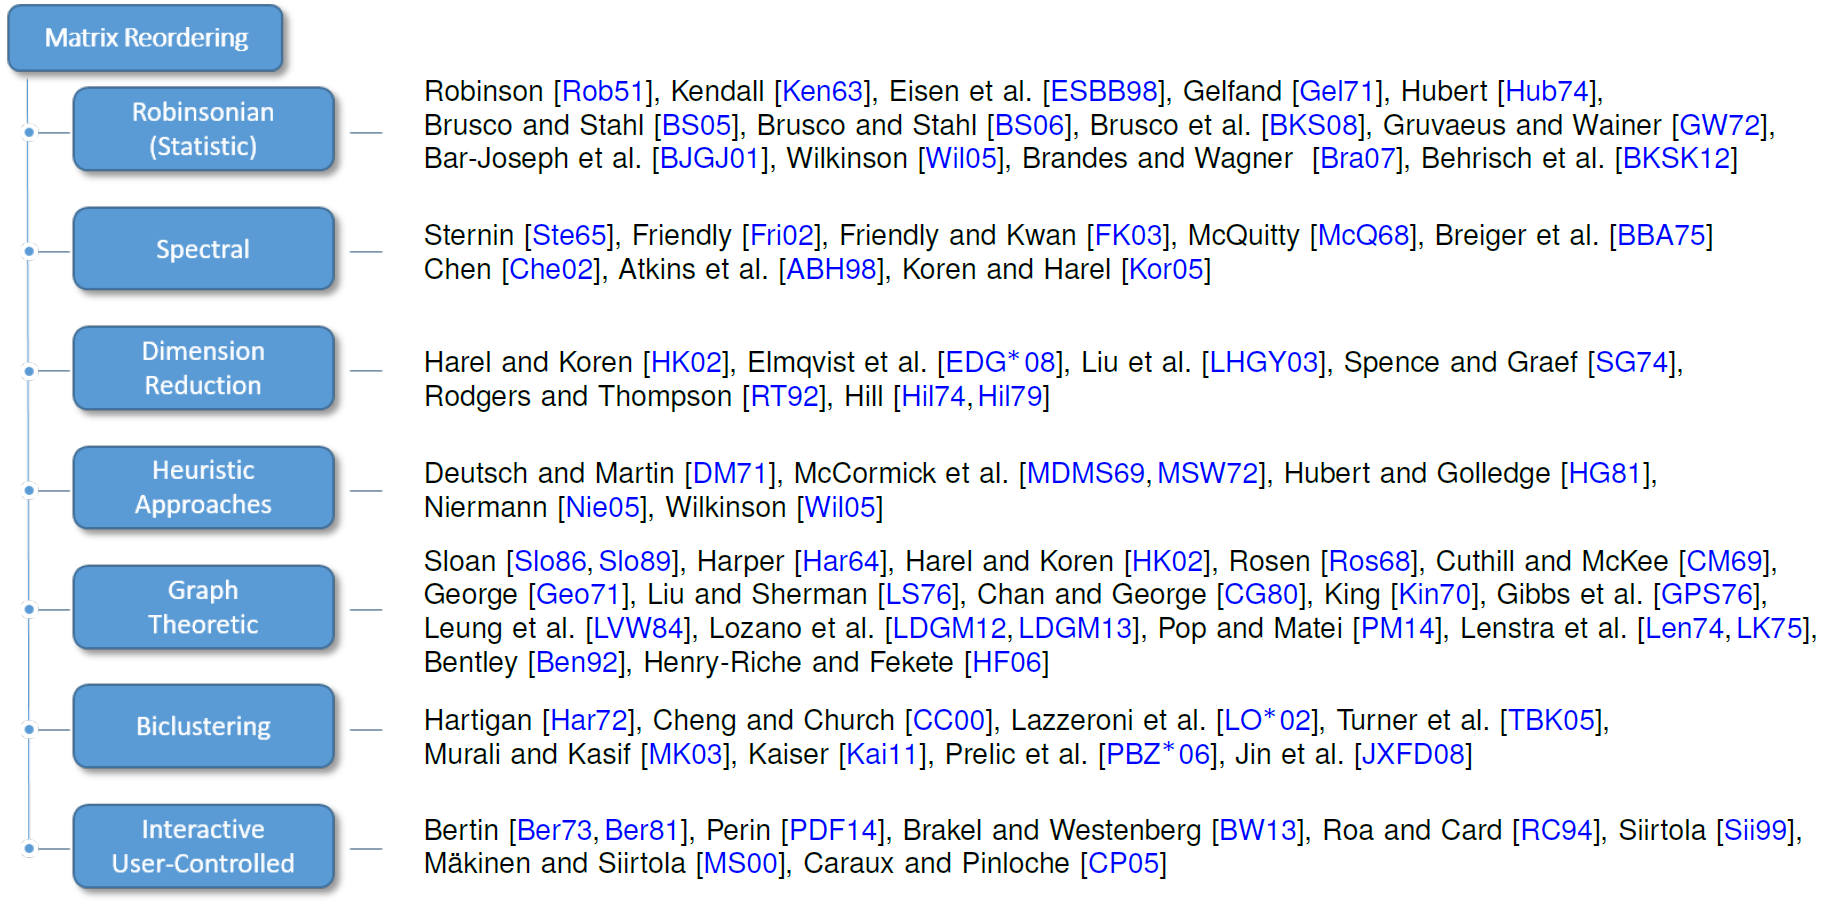 Matrix Reordering
Robinsonian
(Statistic)
Robinson [Rob51], Kendall [Ken63], Eisen et al. [ESBB98], Gelfand [Gel71], Hubert [Hub74],
Brusco and Stahl [BS05], Brusco and Stahl [BS06], Brusco et al. [BKS08], Gruvaeus and Wainer [GW72],
Bar-Joseph et al. [BJGJ01], Wilkinson [Wil05], Brandes and Wagner [Bra07], Behrisch et al. [BKSK12]
Spectral
Sternin [Ste65], Friendly [Fri02], Friendly and Kwan [FK03], McQuitty [McQ68], Breiger et al. [BBA75]
Chen [Che02], Atkins et al. [ABH98], Koren and Harel [Kor05]
Dimension
Reduction
Harel and Koren [HK02], Elmqvist et al. [EDG*08], Liu et al. [LHGY03], Spence and Graef [SG74],
Rodgers and Thompson [RT92], Hill [Hil74, Hil79]
Heuristic
Approaches
Deutsch and Martin [DM71], McCormick et al. [MDMS69, MSW72], Hubert and Golledge [HG81],
Niermann [Nie05], Wilkinson [Wil05]
Graph
Theoretic
Sloan [Slo86, Slo89], Harper [Har64], Harel and Koren [HK02], Rosen [Ros68], Cuthill and McKee [CM69],
George [Geo71], Liu and Sherman [LS76], Chan and George [CG80], King [Kin70], Gibbs et al. [GPS76],
Leung et al. [LVW84], Lozano et al. [LDGM12, LDGM13], Pop and Matei [PM14], Lenstra et al. [Len74, LK75],
Bentley [Ben92], Henry-Riche and Fekete [HF06]
Biclustering
Hartigan [Har72], Cheng and Church [CC00], Lazzeroni et al. [LO*02], Turner et al. [TBK05],
Murali and Kasif [MK03], Kaiser [Kai11], Prelic et al. [PBZ*06], Jin et al. [JXFD08]
Interactive
User-Controlled
Bertin [Ber73, Ber81], Perin [PDF14], Brakel and Westenberg [BW13], Roa and Card [RC94], Siirtola [Sii99],
Mäkinen and Siirtola [MS00], Caraux and Pinloche [CP05]